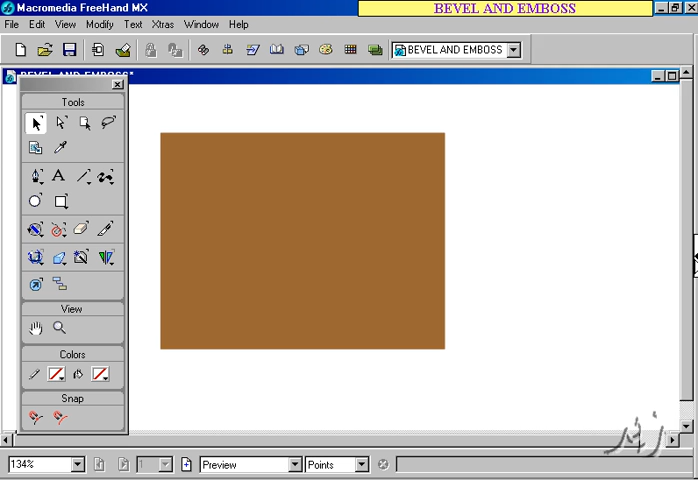 Macromedia FreeHand MX
BEVEL AND EMBOSS
File Edit View Modify Text Xtras Window Help
BEVEL AND EMBOSS
BEVEL AND EMBOSS*
Tools
A
View
Colors
Snap
134%
1
Preview
Points